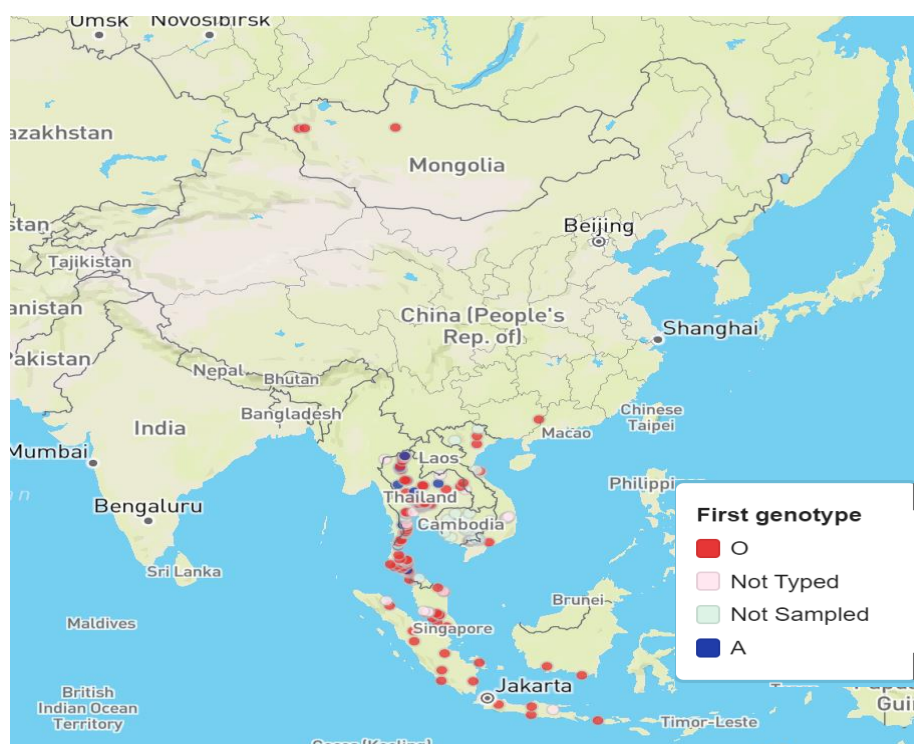 Omsk
Novosibirsk
azakhstan
Mongolia
Beijing
stan
Tajikistan
anistan
China (People's
Rep. of)
Shanghai
Pakistan
Nepal
Bhutan
Bangladesh
India
Chinese
Taipei
Macao
Mumbai
Laos
Thailand
Philippi
Bengaluru
Cambodia
Sri Lanka
Brunei
Maldives
Singapore
Jakarta
British
Indian Ocean
Territory
Timor-Leste
Gui
First genotype
O
Not Typed
Not Sampled
A